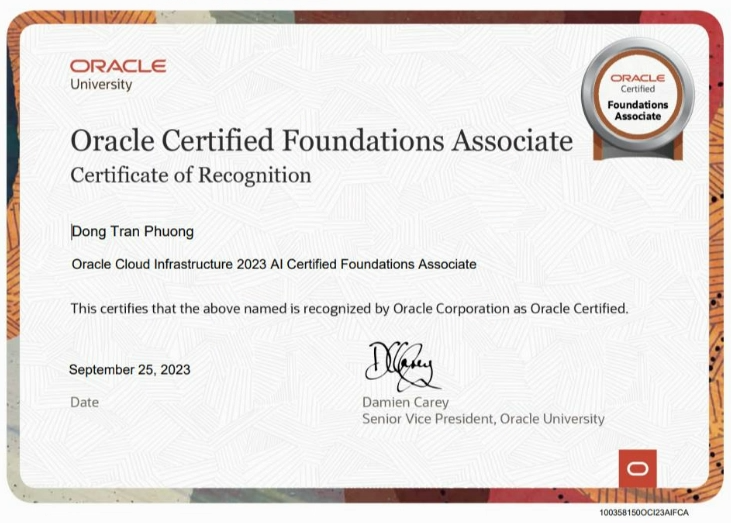 ORACLE
University
ORACLE
Certified
Foundations
Associate
Oracle Certified Foundations Associate
Certificate of Recognition
Dong Tran Phuong
Oracle Cloud Infrastructure 2023 AI Certified Foundations Associate
This certifies that the above named is recognized by Oracle Corporation as Oracle Certified.
September 25, 2023
Date
DCarey
Damien Carey
Senior Vice President, Oracle University
100358150OCI23AIFCA